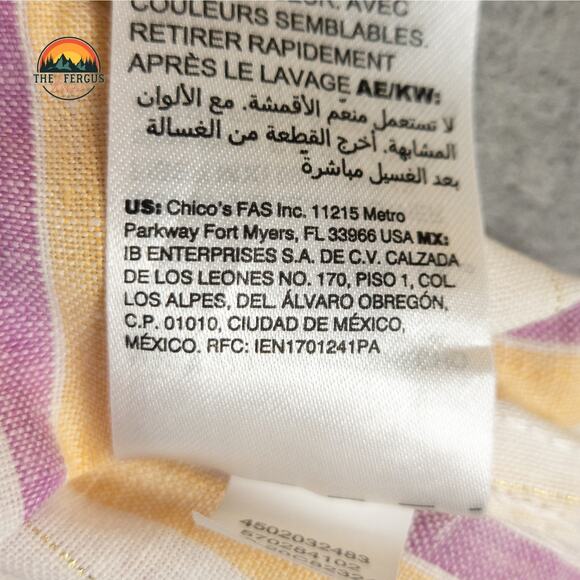 THE FERGUS
COULEURS SEMBLABLES.
RETIRER RAPIDEMENT
APRÈS LE LAVAGE AE/KW:
لا تستعمل منعّم الأقمشة. مع الألوان
المشابهة. أخرج القطعة من الغسالة
بعد الغسيل مباشرةً
US: Chico's FAS Inc. 11215 Metro
Parkway Fort Myers, FL 33966 USA MX:
IB ENTERPRISES S.A. DE C.V. CALZADA
DE LOS LEONES NO. 170, PISO 1, COL.
LOS ALPES, DEL. ÁLVARO OBREGÓN,
C.P. 01010, CIUDAD DE MÉXICO,
MÉXICO. RFC: IEN1701241PA
4502032483
570284102